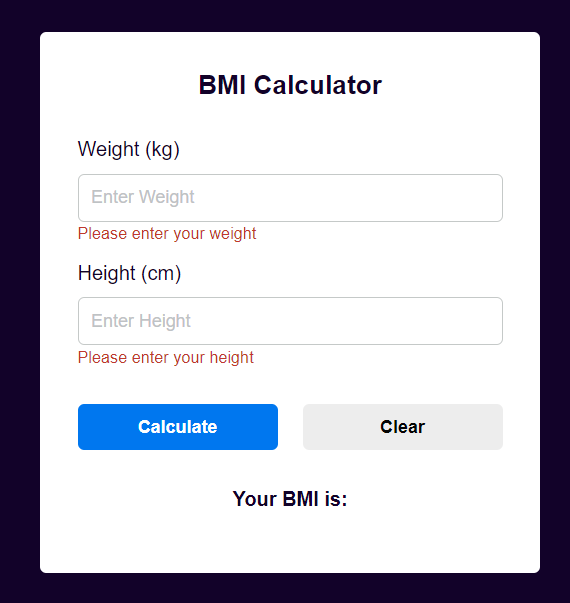 BMI Calculator
Weight (kg)
Enter Weight
Please enter your weight
Height (cm)
Enter Height
Please enter your height
Calculate Clear
Your BMI is: